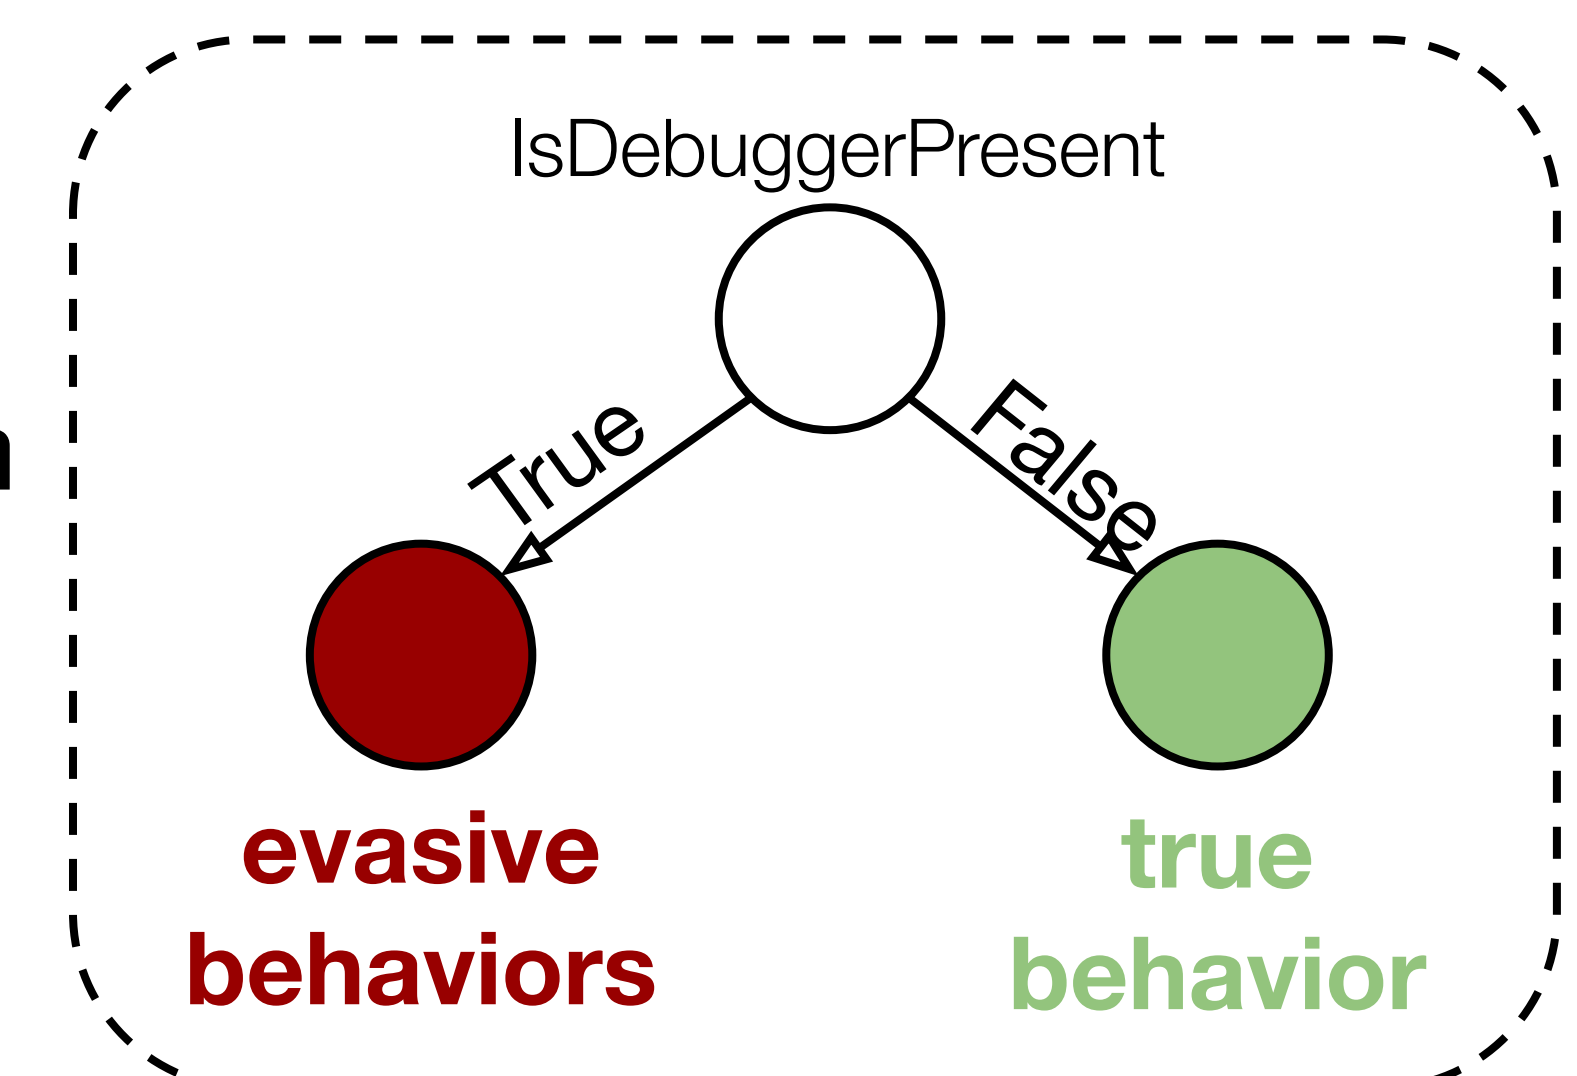 IsDebuggerPresent
True
False
evasive
behaviors
true
behavior